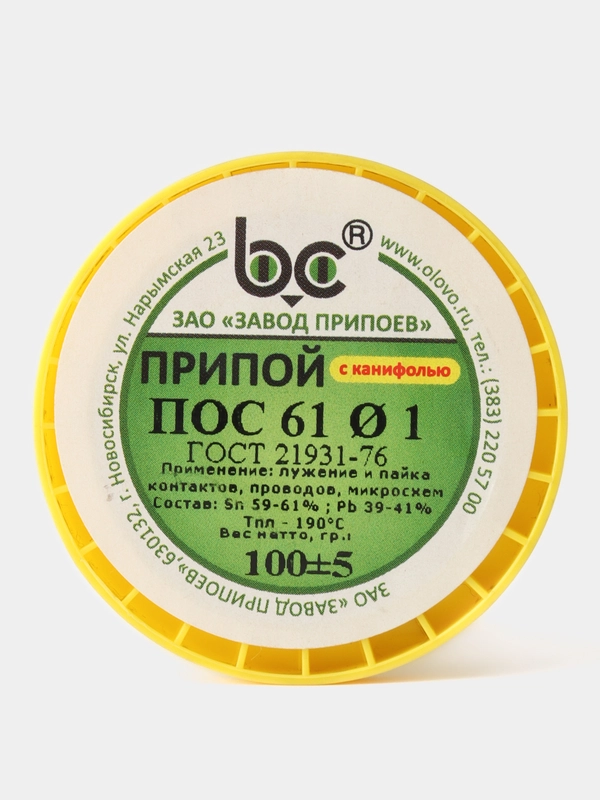 bc®
ЗАО «ЗАВОД ПРИПОЕВ»
ПРИПОЙ с канифолью
ПОС 61 Ø 1
ГОСТ 21931-76
Применение: лужение и пайка
контактов, проводов, микросхем
Состав: Sn 59-61% ; Pb 39-41%
Тпл - 190°С
Вес нетто, гр.:
100±5
ЗАО «ЗАВОД ПРИПОЕВ», 630132, г. Новосибирск, ул. Нарымская 23
www.olovo.ru, тел.: (383) 220 57 00